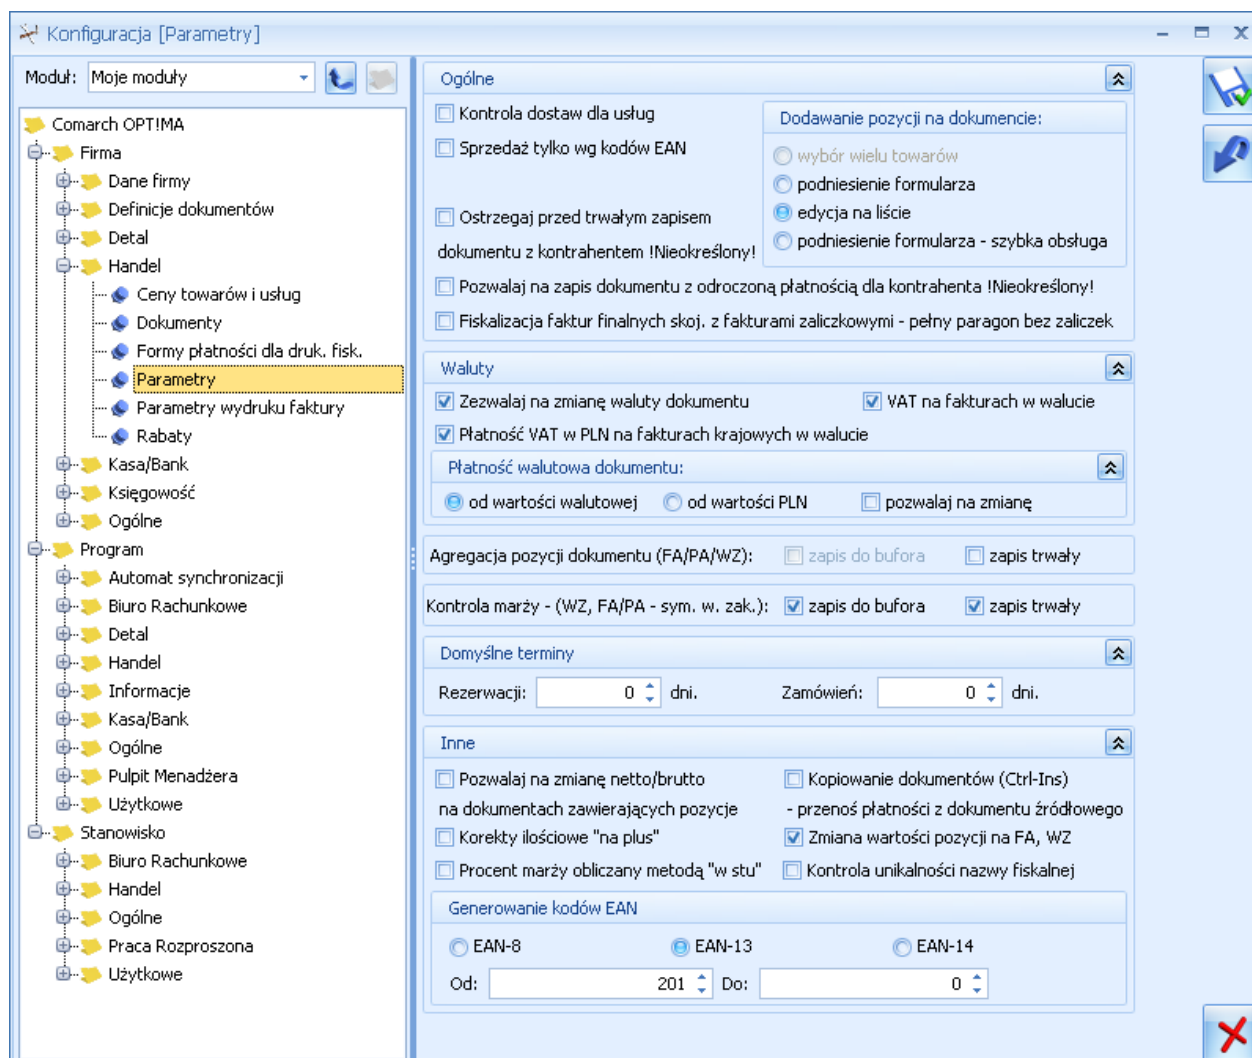 Konfiguracja [Parametry]
Moduł: Moje moduły
Comarch OPT!MA
Firma
Dane firmy
Definicje dokumentów
Detal
Handel
Ceny towarów i usług
Dokumenty
Formy płatności dla druk. fisk.
Parametry
Parametry wydruku faktury
Rabaty
Kasa/Bank
Księgowość
Ogólne
Program
Automat synchronizacji
Biuro Rachunkowe
Detal
Handel
Informacje
Kasa/Bank
Ogólne
Pulpit Menadżera
Użytkowe
Stanowisko
Biuro Rachunkowe
Handel
Ogólne
Praca Rozproszona
Użytkowe
Ogólne
Kontrola dostaw dla usług
Sprzedaż tylko wg kodów EAN
Ostrzegaj przed trwałym zapisem
dokumentu z kontrahentem !Nieokreślony!
Dodawanie pozycji na dokumencie:
wybór wielu towarów
podniesienie formularza
edycja na liście
podniesienie formularza - szybka obsługa
Pozwalaj na zapis dokumentu z odroczoną płatnością dla kontrahenta !Nieokreślony!
Fiskalizacja faktur finalnych skoj. z fakturami zaliczkowymi - pełny paragon bez zaliczek
Waluty
Zezwalaj na zmianę waluty dokumentu VAT na fakturach w walucie
Płatność VAT w PLN na fakturach krajowych w walucie
Płatność walutowa dokumentu:
od wartości walutowej od wartości PLN pozwalaj na zmianę
Agregacja pozycji dokumentu (FA/PA/WZ): zapis do bufora zapis trwały
Kontrola marży - (WZ, FA/PA - sym. w. zak.): zapis do bufora zapis trwały
Domyślne terminy
Rezerwacji: 0 dni. Zamówień: 0 dni.
Inne
Pozwalaj na zmianę netto/brutto
na dokumentach zawierających pozycje
Kopiowanie dokumentów (Ctrl-Ins)
- przenoś płatności z dokumentu źródłowego
Korekty ilościowe "na plus" Zmiana wartości pozycji na FA, WZ
Procent marży obliczany metodą "w stu" Kontrola unikalności nazwy fiskalnej
Generowanie kodów EAN
EAN-8 EAN-13 EAN-14
Od: 201 Do: 0